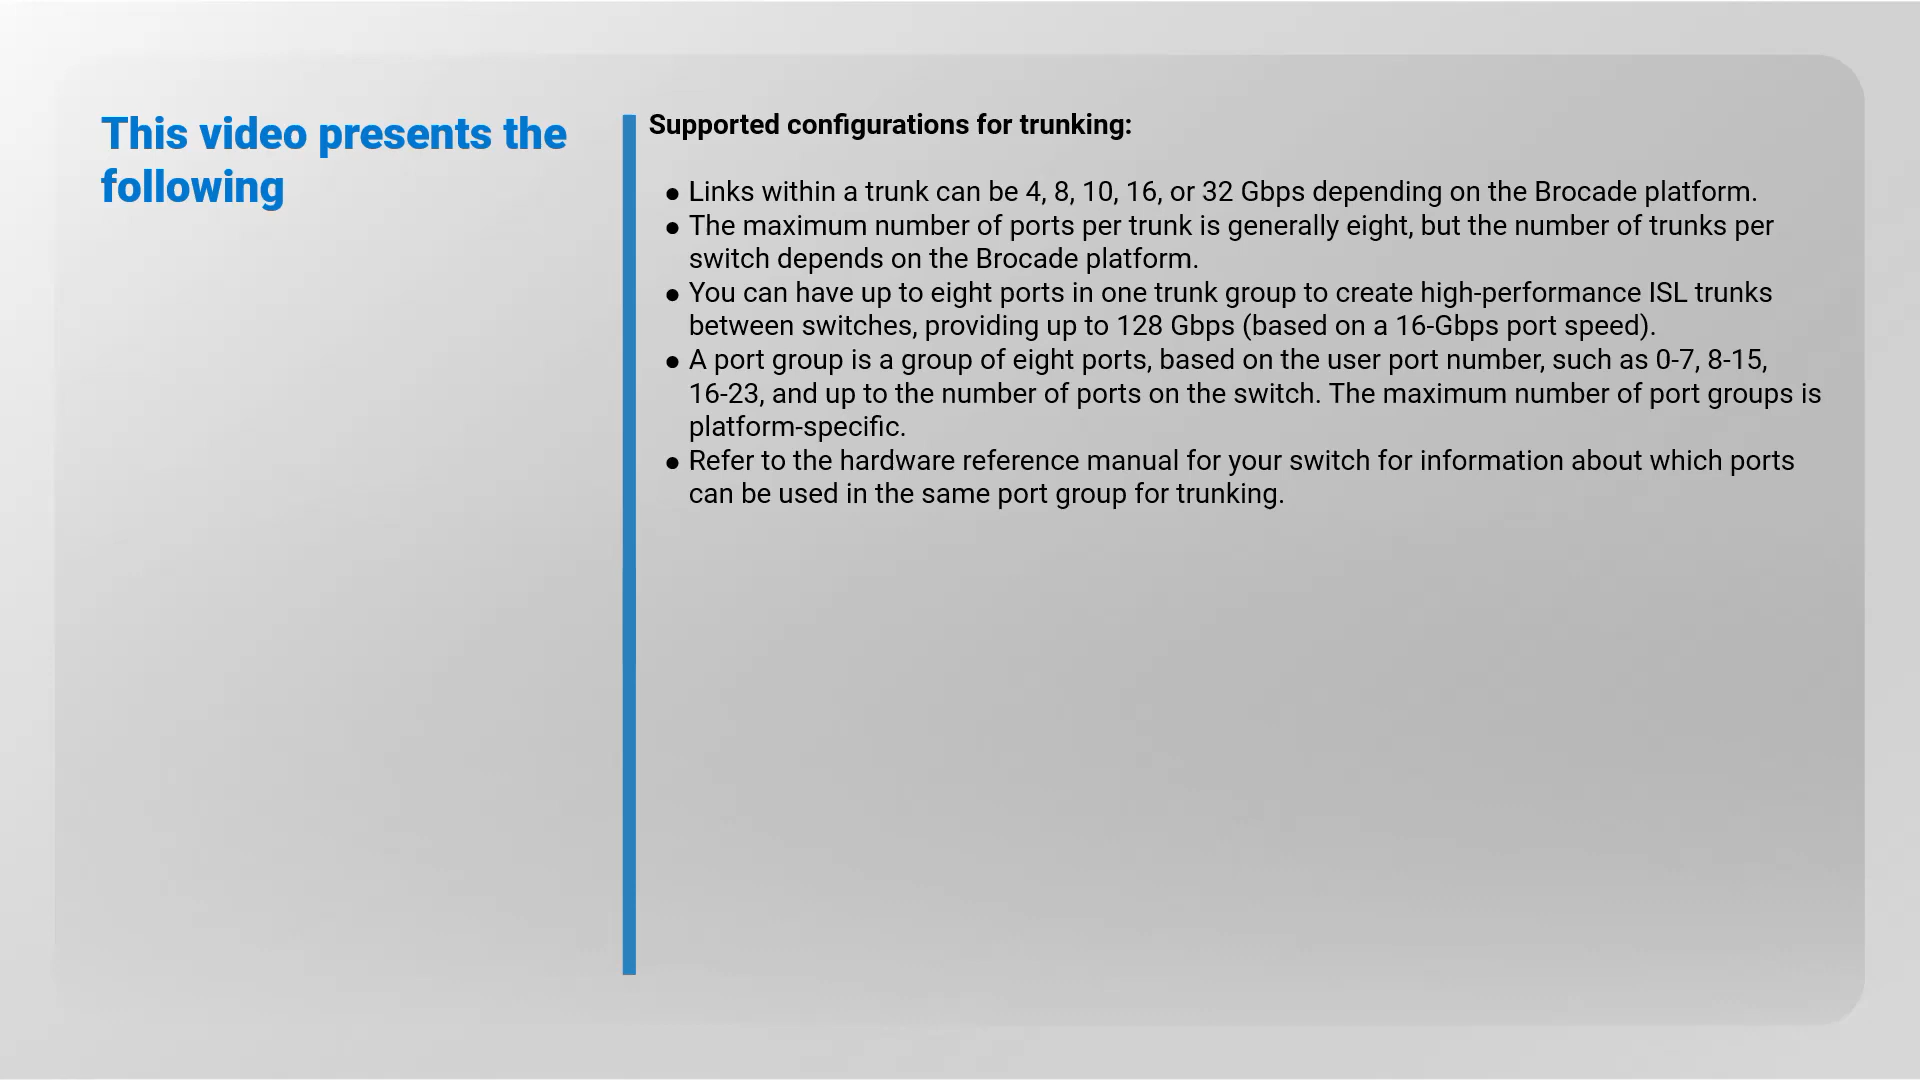 This video presents the
following
Supported configurations for trunking:
● Links within a trunk can be 4, 8, 10, 16, or 32 Gbps depending on the Brocade platform.
● The maximum number of ports per trunk is generally eight, but the number of trunks per
switch depends on the Brocade platform.
● You can have up to eight ports in one trunk group to create high-performance ISL trunks
between switches, providing up to 128 Gbps (based on a 16-Gbps port speed).
● A port group is a group of eight ports, based on the user port number, such as 0-7, 8-15,
16-23, and up to the number of ports on the switch. The maximum number of port groups is
platform-specific.
● Refer to the hardware reference manual for your switch for information about which ports
can be used in the same port group for trunking.